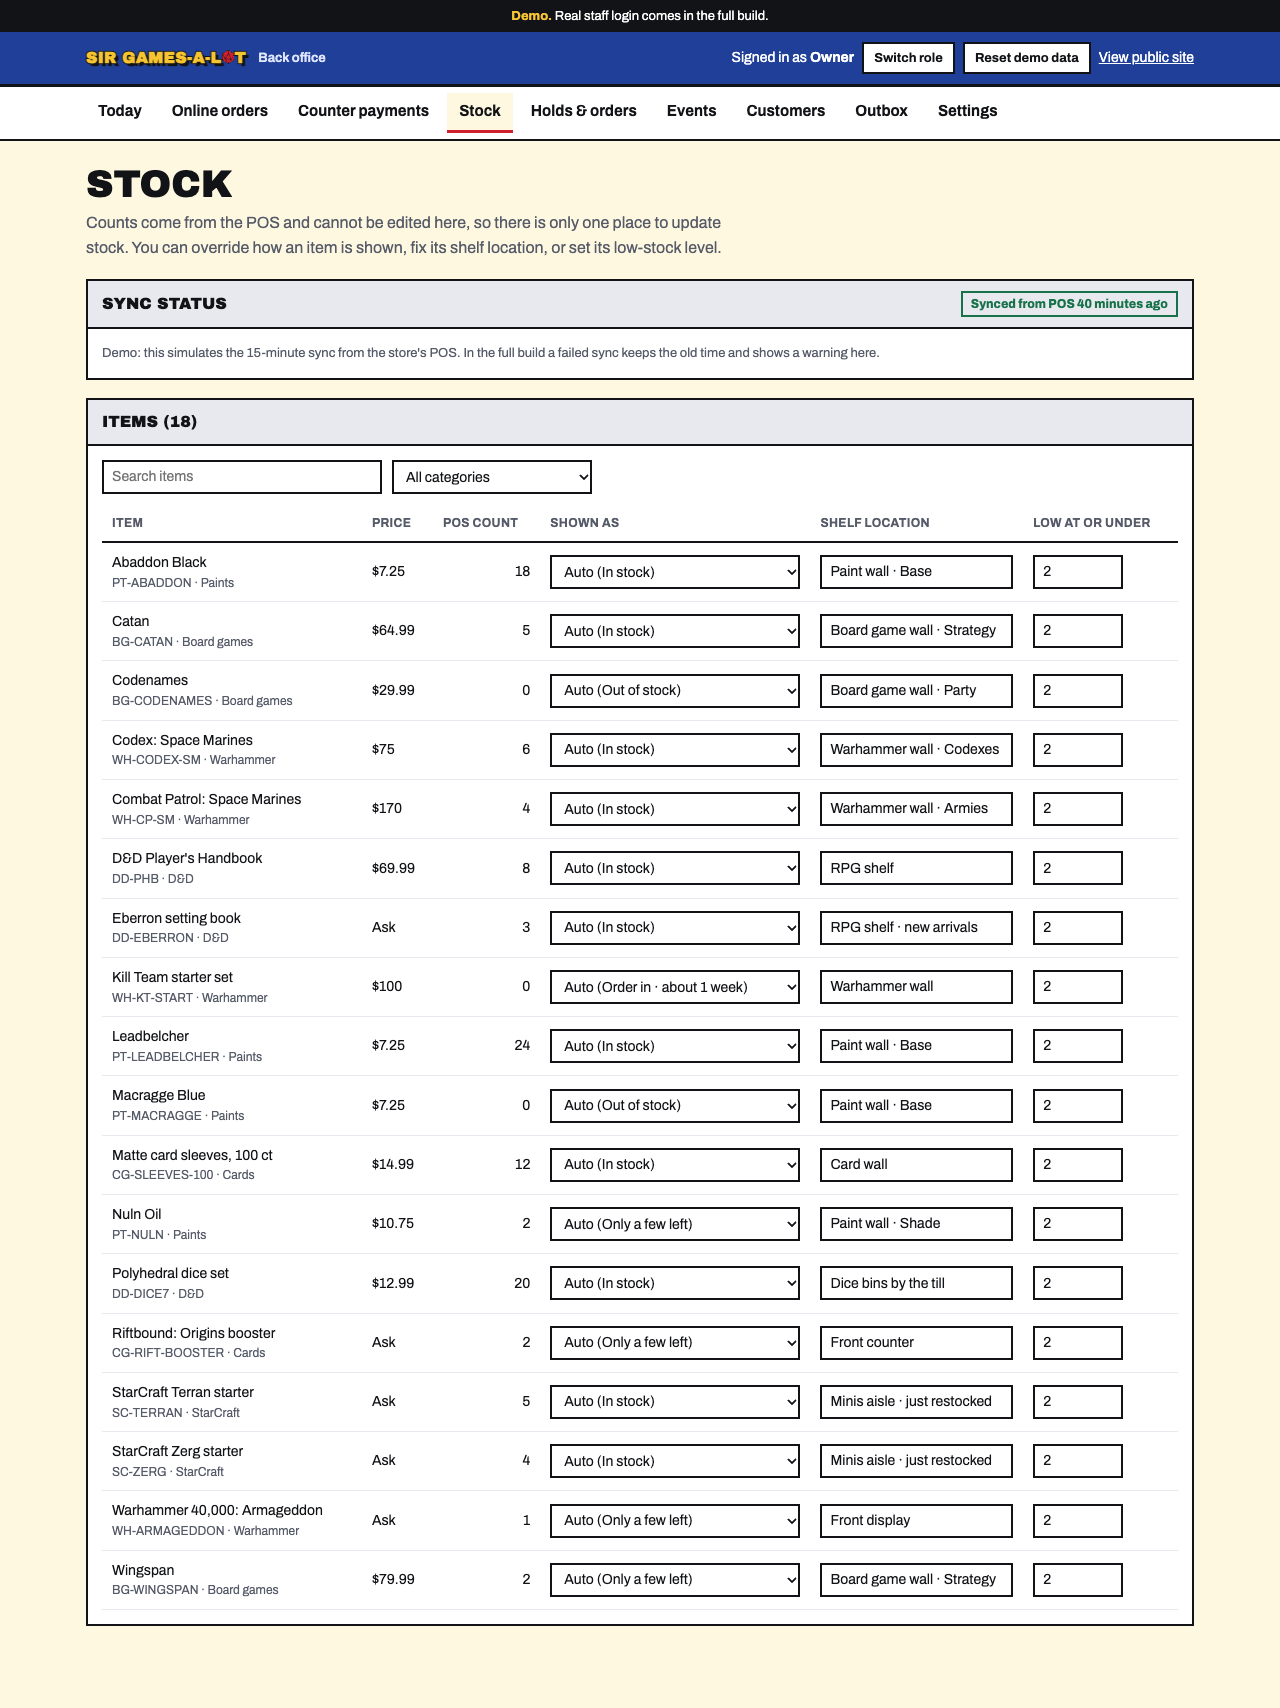 Demo. Real staff login comes in the full build.
SIR GAMES-A-LOT Back office Signed in as Owner Switch role Reset demo data View public site
Today Online orders Counter payments Stock Holds & orders Events Customers Outbox Settings
STOCK
Counts come from the POS and cannot be edited here, so there is only one place to update
stock. You can override how an item is shown, fix its shelf location, or set its low-stock level.
SYNC STATUS Synced from POS 40 minutes ago
Demo: this simulates the 15-minute sync from the store's POS. In the full build a failed sync keeps the old time and shows a warning here.
ITEMS (18)
Search items All categories
ITEM PRICE POS COUNT SHOWN AS SHELF LOCATION LOW AT OR UNDER
Abaddon Black $7.25 18 Auto (In stock) Paint wall · Base 2
PT-ABADDON · Paints
Catan $64.99 5 Auto (In stock) Board game wall · Strategy 2
BG-CATAN · Board games
Codenames $29.99 0 Auto (Out of stock) Board game wall · Party 2
BG-CODENAMES · Board games
Codex: Space Marines $75 6 Auto (In stock) Warhammer wall · Codexes 2
WH-CODEX-SM · Warhammer
Combat Patrol: Space Marines $170 4 Auto (In stock) Warhammer wall · Armies 2
WH-CP-SM · Warhammer
D&D Player's Handbook $69.99 8 Auto (In stock) RPG shelf 2
DD-PHB · D&D
Eberron setting book Ask 3 Auto (In stock) RPG shelf · new arrivals 2
DD-EBERRON · D&D
Kill Team starter set $100 0 Auto (Order in · about 1 week) Warhammer wall 2
WH-KT-START · Warhammer
Leadbelcher $7.25 24 Auto (In stock) Paint wall · Base 2
PT-LEADBELCHER · Paints
Macragge Blue $7.25 0 Auto (Out of stock) Paint wall · Base 2
PT-MACRAGGE · Paints
Matte card sleeves, 100 ct $14.99 12 Auto (In stock) Card wall 2
CG-SLEEVES-100 · Cards
Nuln Oil $10.75 2 Auto (Only a few left) Paint wall · Shade 2
PT-NULN · Paints
Polyhedral dice set $12.99 20 Auto (In stock) Dice bins by the till 2
DD-DICE7 · D&D
Riftbound: Origins booster Ask 2 Auto (Only a few left) Front counter 2
CG-RIFT-BOOSTER · Cards
StarCraft Terran starter Ask 5 Auto (In stock) Minis aisle · just restocked 2
SC-TERRAN · StarCraft
StarCraft Zerg starter Ask 4 Auto (In stock) Minis aisle · just restocked 2
SC-ZERG · StarCraft
Warhammer 40,000: Armageddon Ask 1 Auto (Only a few left) Front display 2
WH-ARMAGEDDON · Warhammer
Wingspan $79.99 2 Auto (Only a few left) Board game wall · Strategy 2
BG-WINGSPAN · Board games